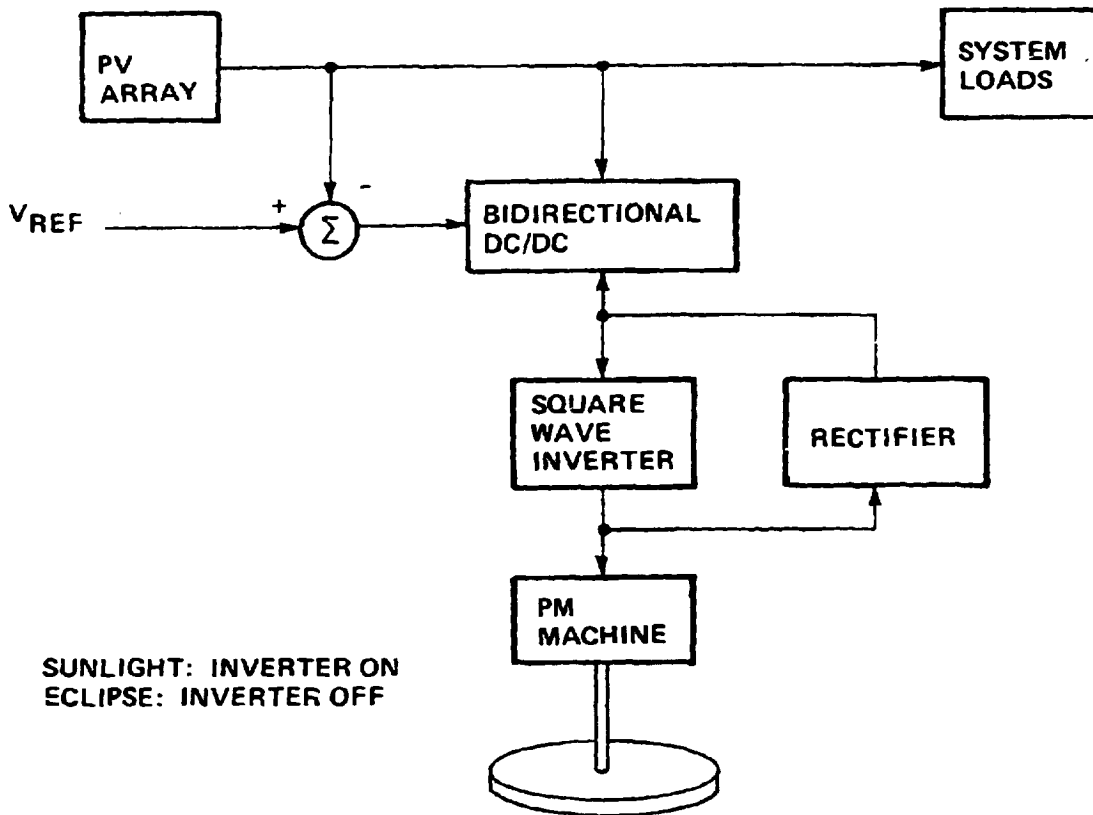 PV
ARRAY
SYSTEM
LOADS
-
+
VREF
Σ
BIDIRECTIONAL
DC/DC
SQUARE
WAVE
INVERTER
RECTIFIER
PM
MACHINE
SUNLIGHT: INVERTER ON
ECLIPSE: INVERTER OFF